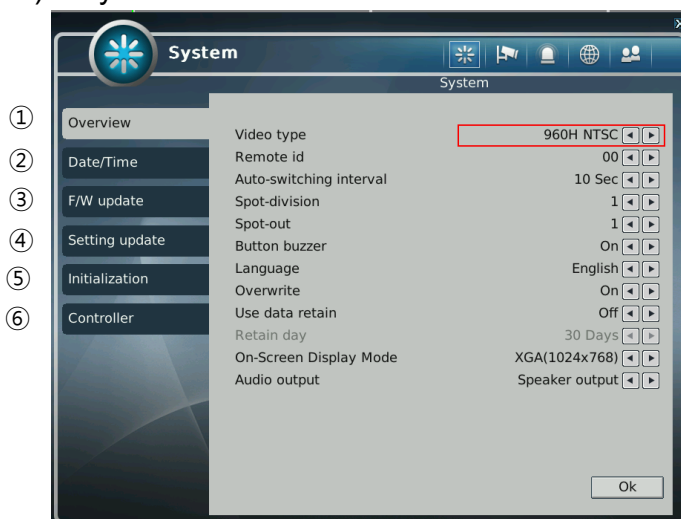 System
System
① Overview
② Date/Time
③ F/W update
④ Setting update
⑤ Initialization
⑥ Controller
Video type 960H NTSC
Remote id 00
Auto-switching interval 10 Sec
Spot-division 1
Spot-out 1
Button buzzer On
Language English
Overwrite On
Use data retain Off
Retain day 30 Days
On-Screen Display Mode XGA(1024x768)
Audio output Speaker output
Ok